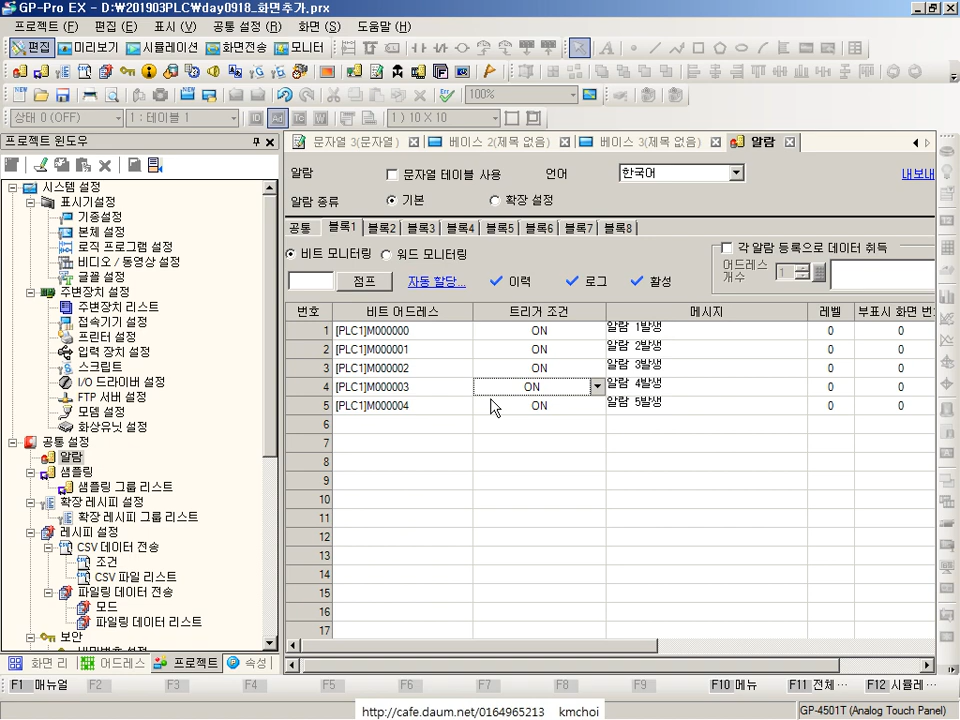 GP-Pro EX - D:₩201903PLC₩day0918_화면추가.prx
프로젝트 (F) 편집 (E) 표시 (V) 공통 설정 (R) 화면 (S) 도움말 (H)
편집 미리보기 시뮬레이션 화면전송 모니터
100%
상태 0 (OFF) 1 : 테이블 1 1 ) 10 X 10
프로젝트 윈도우
문자열 3(문자열) 베이스 2(제목 없음) 베이스 3(제목 없음) 알람
알람 문자열 테이블 사용 언어 한국어 내보내
알람 종류 기본 확장 설정
공통 블록1 블록2 블록3 블록4 블록5 블록6 블록7 블록8
비트 모니터링 워드 모니터링 각 알람 등록으로 데이터 취득
어드레스
개수 1
점프 자동 할당... 이력 로그 활성
번호 비트 어드레스 트리거 조건 메시지 레벨 부표시 화면 번
1 [PLC1]M000000 ON 알람 1발생 0 0
2 [PLC1]M000001 ON 알람 2발생 0 0
3 [PLC1]M000002 ON 알람 3발생 0 0
4 [PLC1]M000003 ON 알람 4발생 0 0
5 [PLC1]M000004 ON 알람 5발생 0 0
6
7
8
9
10
11
12
13
14
15
16
17
시스템 설정
표시기설정
기종설정
본체 설정
로직 프로그램 설정
비디오 / 동영상 설정
글꼴 설정
주변장치 설정
주변장치 리스트
접속기기 설정
프린터 설정
입력 장치 설정
스크립트
I/O 드라이버 설정
FTP 서버 설정
모뎀 설정
화상유닛 설정
공통 설정
알람
샘플링
샘플링 그룹 리스트
확장 레시피 설정
확장 레시피 그룹 리스트
레시피 설정
CSV 데이터 전송
조건
CSV 파일 리스트
파일링 데이터 전송
모드
파일링 데이터 리스트
보안
화면 리 어드레스 프로젝트 속성
F1 매뉴얼 F2 F3 F4 F5 F6 F7 F8 F9 F10 메뉴 F11 전체 … F12 시뮬레…
http://cafe.daum.net/0164965213 kmchoi
GP-4501T (Analog Touch Panel)